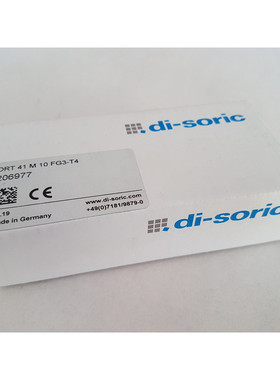 di-soric
ORT 41 M 10 FG3-T4
206977
CE
.19
www.di-soric.com
de in Germany
+49(0)7181/9879-0
di-soric